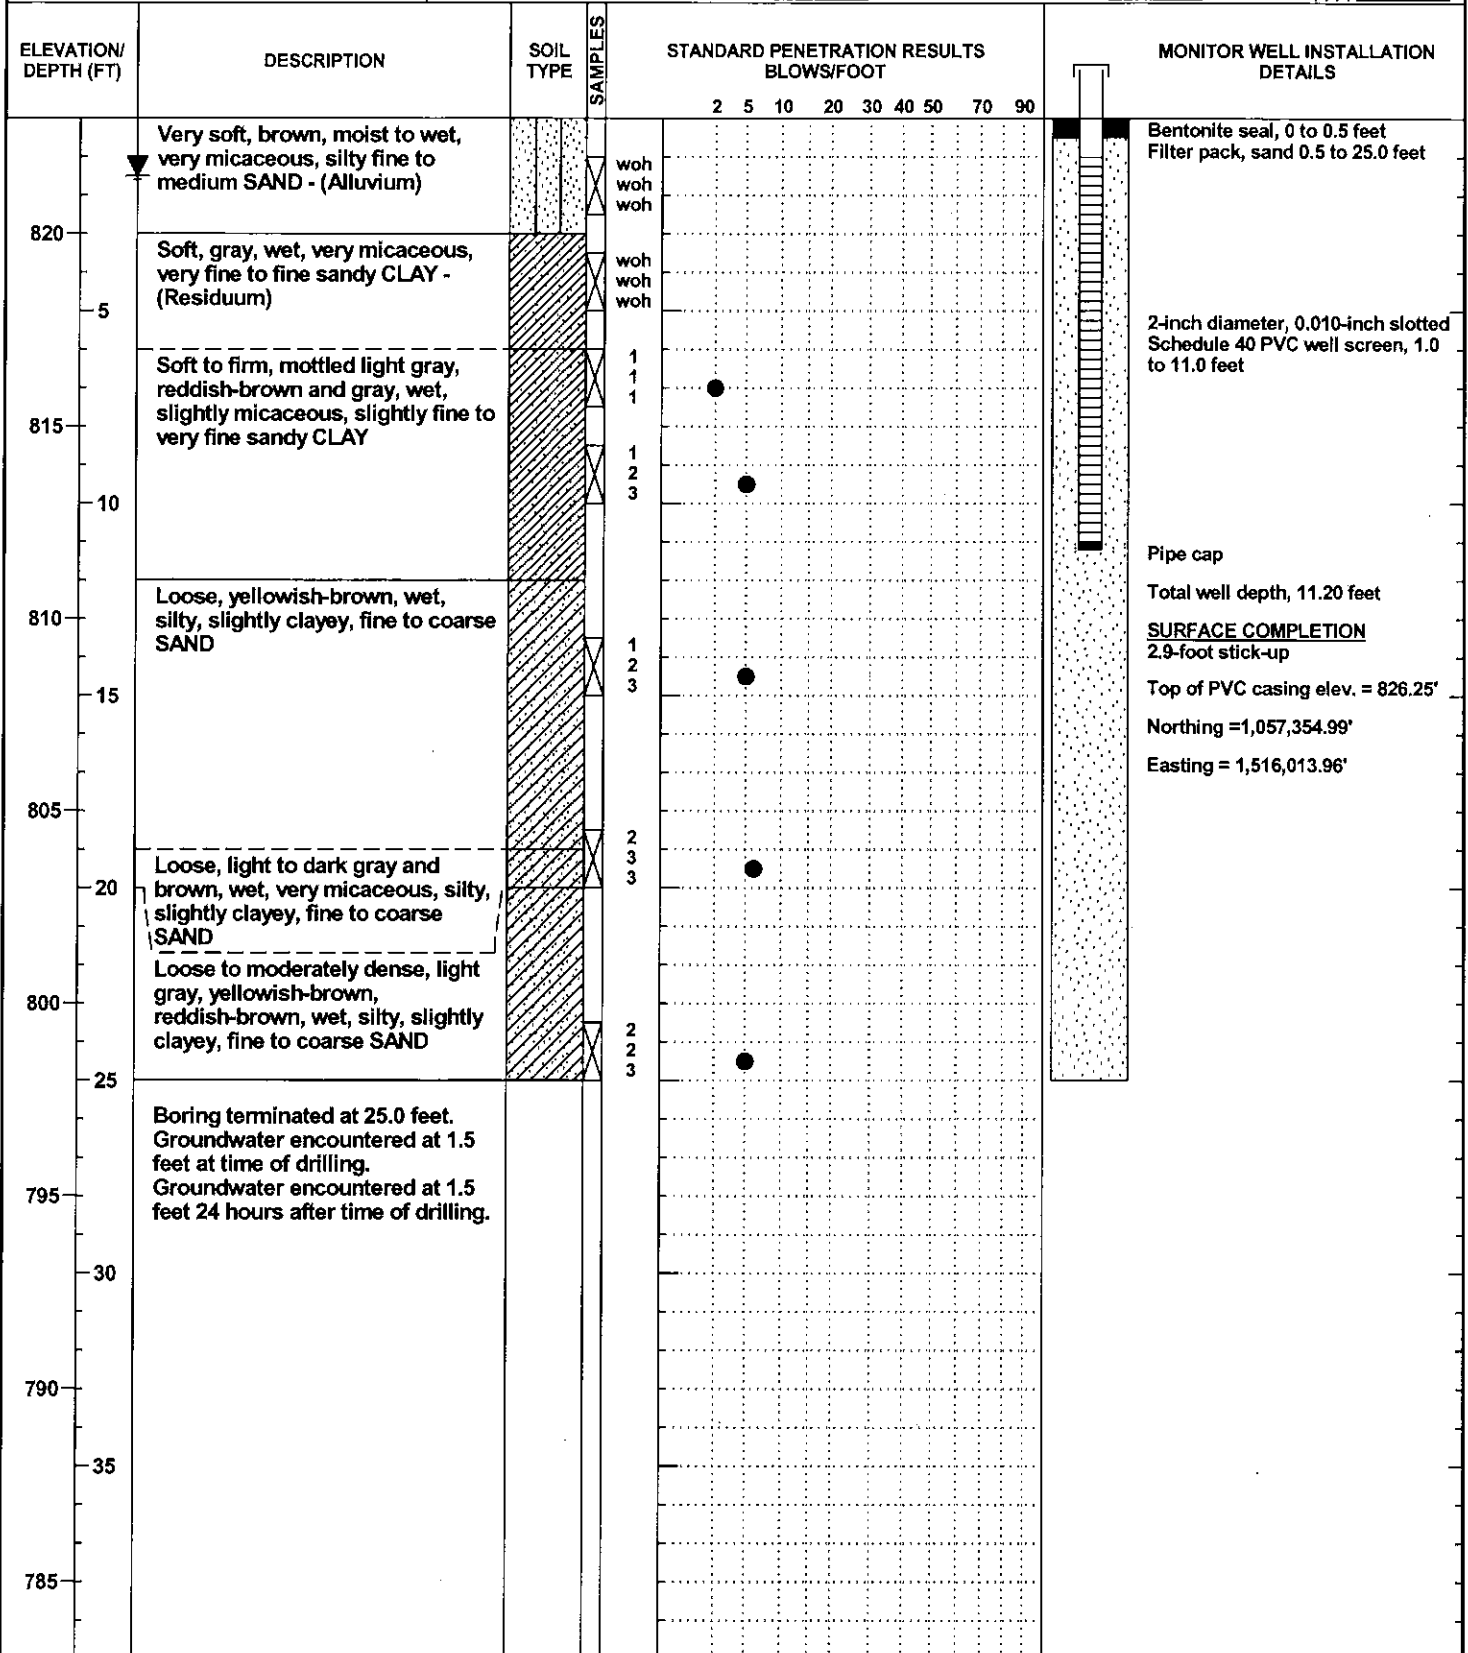 ELEVATION/
DEPTH (FT)
DESCRIPTION
SOIL
TYPE
SAMPLES
STANDARD PENETRATION RESULTS
BLOWS/FOOT
2 5 10 20 30 40 50 70 90
MONITOR WELL INSTALLATION
DETAILS
Very soft, brown, moist to wet,
very micaceous, silty fine to
medium SAND - (Alluvium)
woh
woh
woh
Bentonite seal, 0 to 0.5 feet
Filter pack, sand 0.5 to 25.0 feet
820
Soft, gray, wet, very micaceous,
very fine to fine sandy CLAY -
(Residuum)
woh
woh
woh
5
2-inch diameter, 0.010-inch slotted
Schedule 40 PVC well screen, 1.0
to 11.0 feet
Soft to firm, mottled light gray,
reddish-brown and gray, wet,
slightly micaceous, slightly fine to
very fine sandy CLAY
1
1
1
815
1
2
3
10
Pipe cap
Total well depth, 11.20 feet
Loose, yellowish-brown, wet,
silty, slightly clayey, fine to coarse
SAND
810
1
2
3
SURFACE COMPLETION
2.9-foot stick-up
15
Top of PVC casing elev. = 826.25'
Northing =1,057,354.99'
Easting = 1,516,013.96'
805
2
3
3
Loose, light to dark gray and
brown, wet, very micaceous, silty,
slightly clayey, fine to coarse
SAND
20
Loose to moderately dense, light
gray, yellowish-brown,
reddish-brown, wet, silty, slightly
clayey, fine to coarse SAND
800
2
2
3
25
Boring terminated at 25.0 feet.
Groundwater encountered at 1.5
feet at time of drilling.
Groundwater encountered at 1.5
feet 24 hours after time of drilling.
795
30
790
35
785